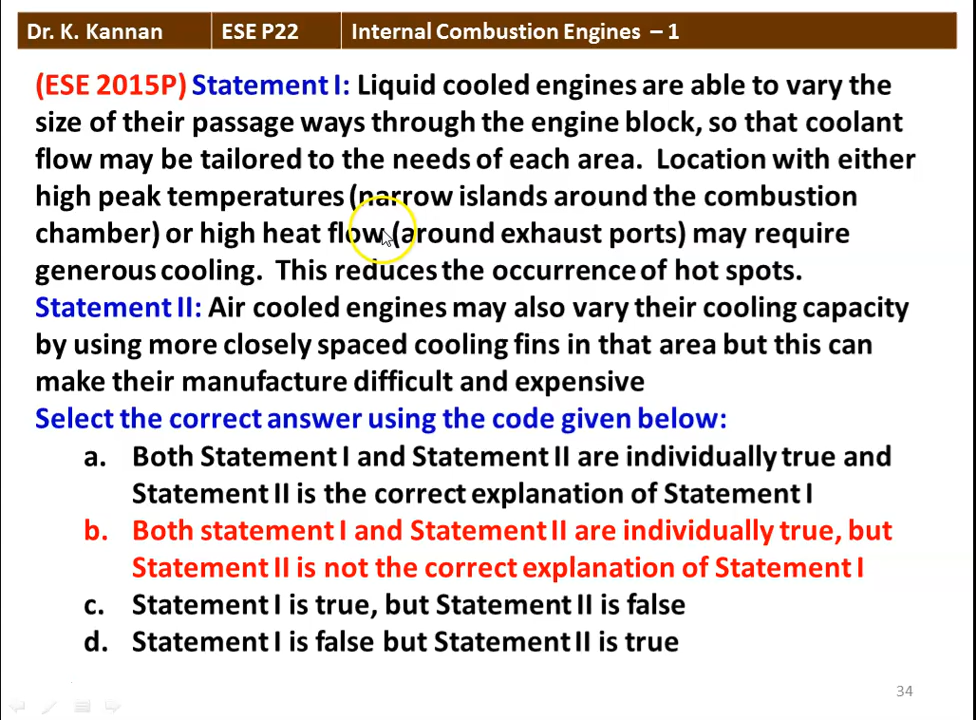 Dr. K. Kannan ESE P22 Internal Combustion Engines – 1
(ESE 2015P) Statement I: Liquid cooled engines are able to vary the
size of their passage ways through the engine block, so that coolant
flow may be tailored to the needs of each area. Location with either
high peak temperatures (narrow islands around the combustion
chamber) or high heat flow (around exhaust ports) may require
generous cooling. This reduces the occurrence of hot spots.
Statement II: Air cooled engines may also vary their cooling capacity
by using more closely spaced cooling fins in that area but this can
make their manufacture difficult and expensive
Select the correct answer using the code given below:
a. Both Statement I and Statement II are individually true and
Statement II is the correct explanation of Statement I
b. Both statement I and Statement II are individually true, but
Statement II is not the correct explanation of Statement I
c. Statement I is true, but Statement II is false
d. Statement I is false but Statement II is true
34